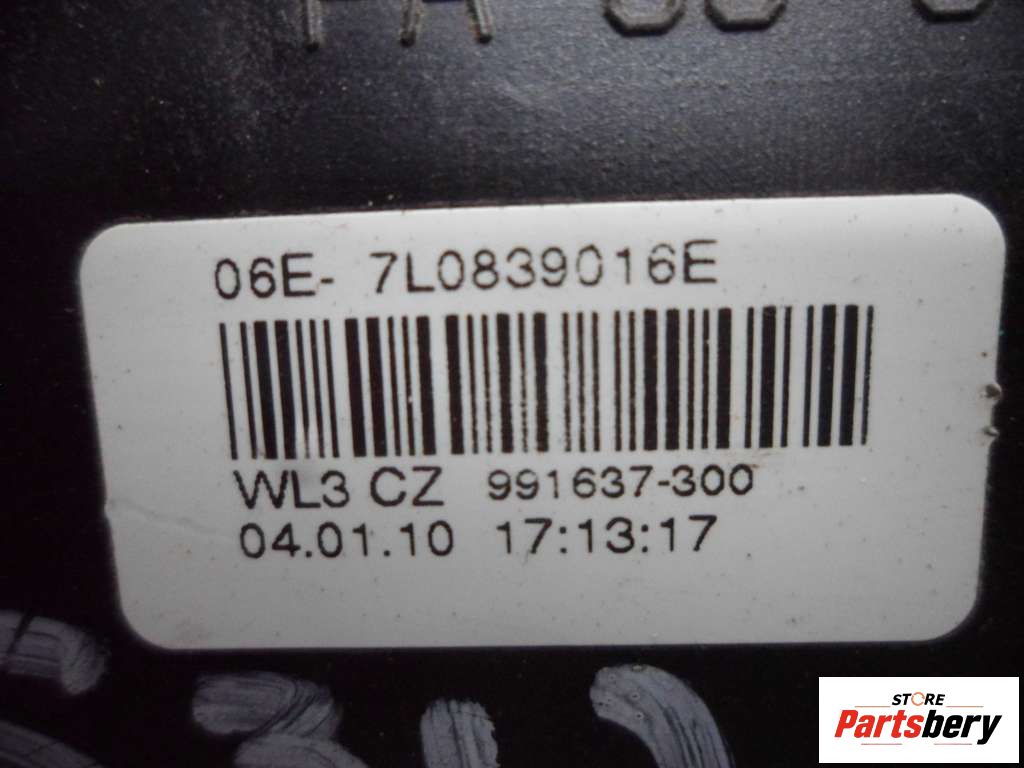 06E- 7L0839016E
WL3 CZ 991637-300
04.01.10 17:13:17
STORE
Partsbery